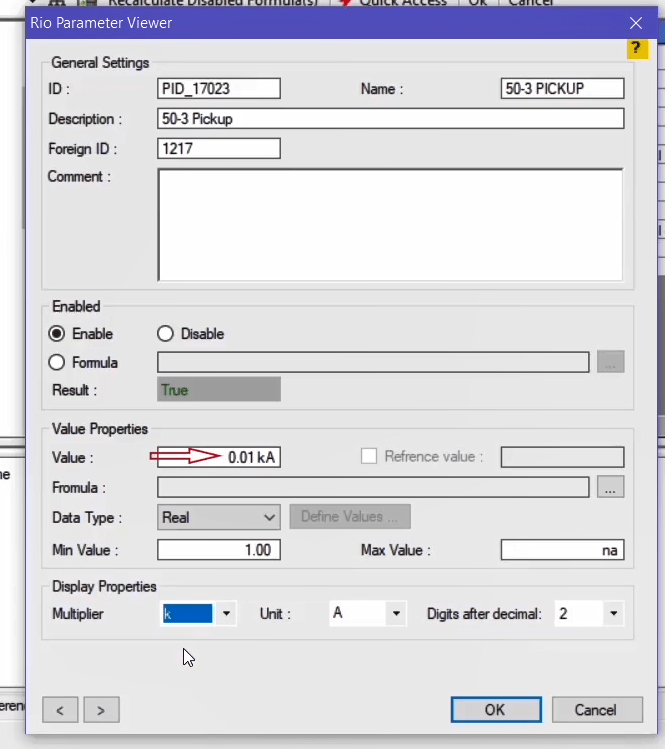 Recalculate Disabled Formula(s) Quick Access Ok Cancel
Rio Parameter Viewer
?
General Settings
ID : PID_17023 Name : 50-3 PICKUP
Description : 50-3 Pickup
Foreign ID : 1217
Comment :
Enabled
Enable Disable
Formula ...
Result : True
Value Properties
Value : 0.01 kA Refrence value :
Fromula : ...
Data Type : Real Define Values ...
Min Value : 1.00 Max Value : na
Display Properties
Multiplier k Unit : A Digits after decimal: 2
< > OK Cancel